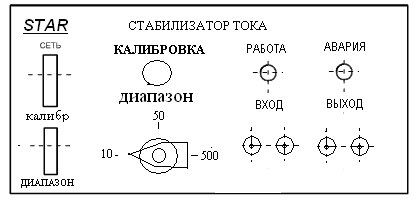 STAR
СТАБИЛИЗАТОР ТОКА
СЕТЬ
КАЛИБРОВКА
РАБОТА
АВАРИЯ
ДИАПАЗОН
ВХОД
ВЫХОД
калибр
50
10
500
ДИАПАЗОН